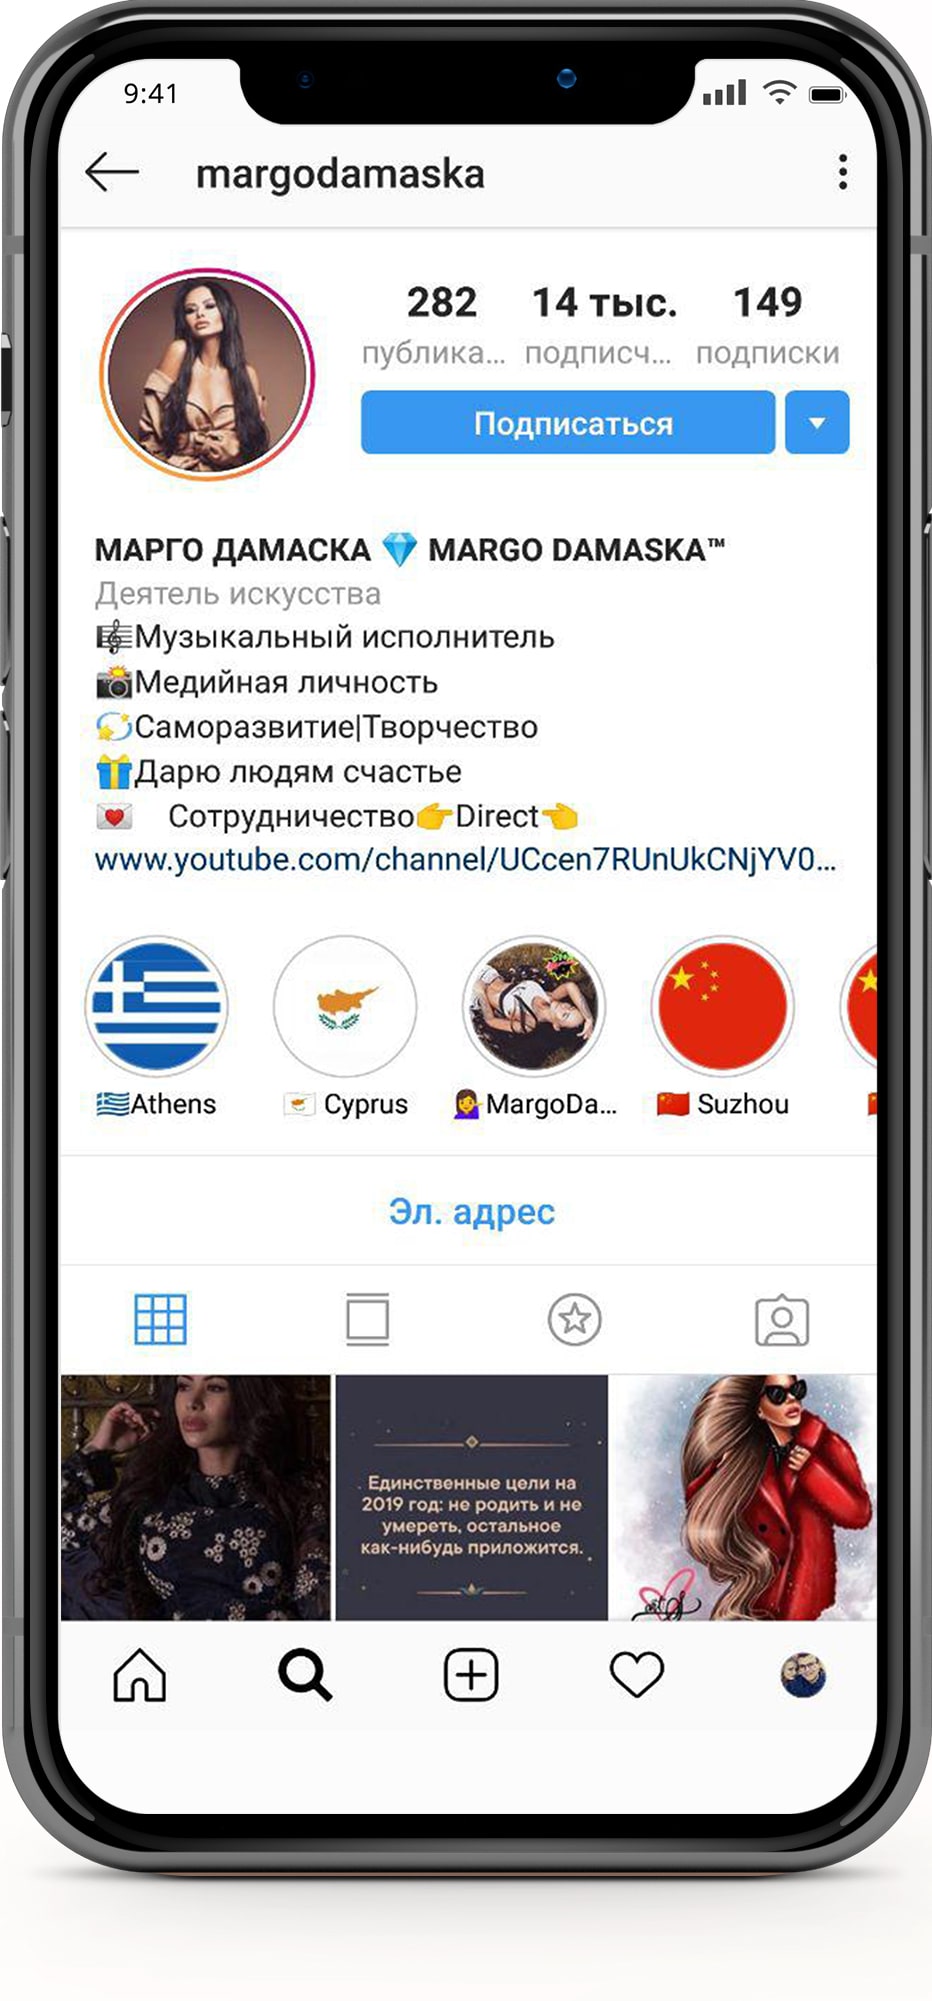 9:41
margodamaska
282 14 тыс. 149
публика... подписч... подписки
Подписаться
МАРГО ДАМАСКА 💎 MARGO DAMASKA™
Деятель искусства
🎼Музыкальный исполнитель
📸Медийная личность
💫Саморазвитие|Творчество
🎁Дарю людям счастье
💌 Сотрудничество👉Direct👈
www.youtube.com/channel/UCcen7RUnUkCNjYV0...
🇬🇷Athens 🇨🇾 Cyprus 🤷‍♀️MargoDa... 🇨🇳 Suzhou
Эл. адрес
Единственные цели на
2019 год: не родить и не
умереть, остальное
как-нибудь приложится.